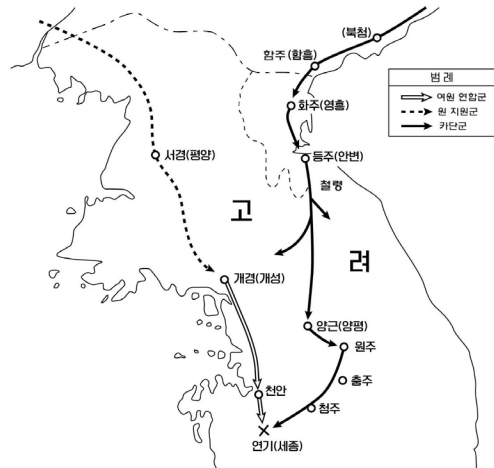 (북청)
함주(함흥)
범 례
여원 연합군
원 지원군
카단군
화주(영흥)
서경(평양)
등주(안변)
철령
고
려
개경(개성)
양근(양평)
원주
충주
천안
청주
연기(세종)